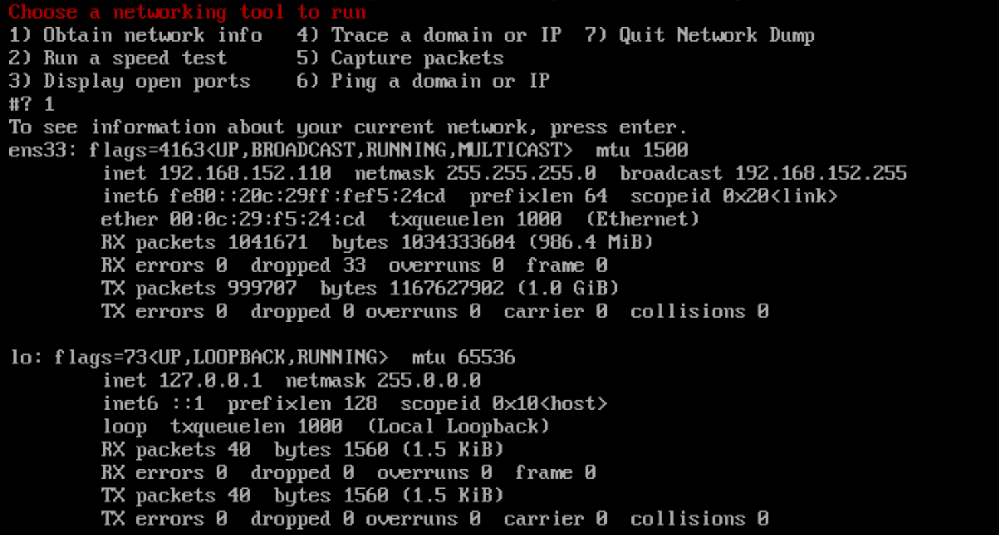 Choose a networking tool to run
1) Obtain network info   4) Trace a domain or IP  7) Quit Network Dump
2) Run a speed test      5) Capture packets
3) Display open ports    6) Ping a domain or IP
#? 1
To see information about your current network, press enter.
ens33: flags=4163<UP,BROADCAST,RUNNING,MULTICAST>  mtu 1500
        inet 192.168.152.110  netmask 255.255.255.0  broadcast 192.168.152.255
        inet6 fe80::20c:29ff:fef5:24cd  prefixlen 64  scopeid 0x20<link>
        ether 00:0c:29:f5:24:cd  txqueuelen 1000  (Ethernet)
        RX packets 1041671  bytes 1034333604 (986.4 MiB)
        RX errors 0  dropped 33  overruns 0  frame 0
        TX packets 999707  bytes 1167627902 (1.0 GiB)
        TX errors 0  dropped 0 overruns 0  carrier 0  collisions 0

lo: flags=73<UP,LOOPBACK,RUNNING>  mtu 65536
        inet 127.0.0.1  netmask 255.0.0.0
        inet6 ::1  prefixlen 128  scopeid 0x10<host>
        loop  txqueuelen 1000  (Local Loopback)
        RX packets 40  bytes 1560 (1.5 KiB)
        RX errors 0  dropped 0  overruns 0  frame 0
        TX packets 40  bytes 1560 (1.5 KiB)
        TX errors 0  dropped 0 overruns 0  carrier 0  collisions 0